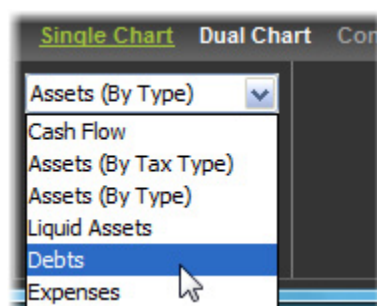 Single Chart Dual Chart Con
Assets (By Type)
Cash Flow
Assets (By Tax Type)
Assets (By Type)
Liquid Assets
Debts
Expenses